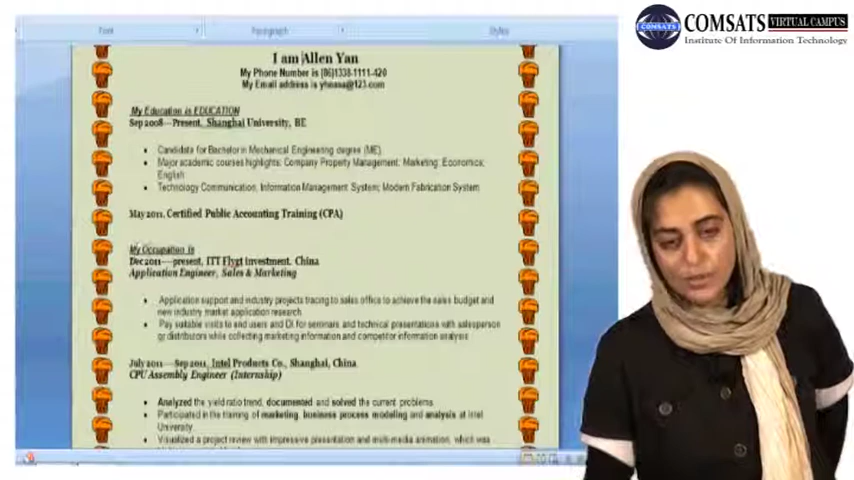 Font Paragraph Styles
COMSATS VIRTUAL CAMPUS
Institute Of Information Technology
I am Allen Yan
My Phone Number is (86)1338-1111-420
My Email address is yhsaaa@123.com
My Education is EDUCATION
Sep 2008—Present, Shanghai University, BE
Candidate for Bachelor in Mechanical Engineering degree (ME)
Major academic courses highlights: Company Property Management; Marketing; Economics;
English
Technology Communication, Information Management System; Modern Fabrication System
May 2011, Certified Public Accounting Training (CPA)
My Occupation is
Dec 2011—present, ITT Flygt Investment, China
Application Engineer, Sales & Marketing
Application support and industry projects tracing to sales office to achieve the sales budget and
new industry market application research
Pay suitable visits to end users and DI for seminars and technical presentations with salesperson
or distributors while collecting marketing information and competitor information analysis
July 2011—Sep 2011, Intel Products Co., Shanghai, China
CPU Assembly Engineer (Internship)
Analyzed the yield ratio trend, documented and solved the current problems.
Participated in the training of marketing, business process modeling and analysis at Intel
University.
Visualized a project review with impressive presentation and multi-media animation, which was